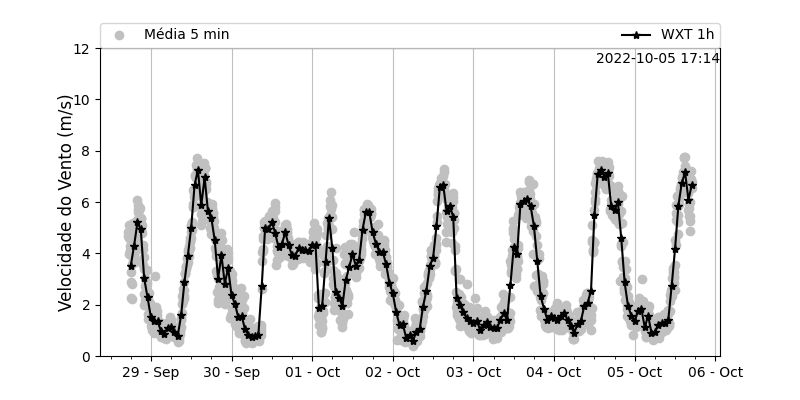 Média 5 min
WXT 1h
2022-10-05 17:14
Velocidade do Vento (m/s)
12
10
8
6
4
2
0
29 - Sep
30 - Sep
01 - Oct
02 - Oct
03 - Oct
04 - Oct
05 - Oct
06 - Oct